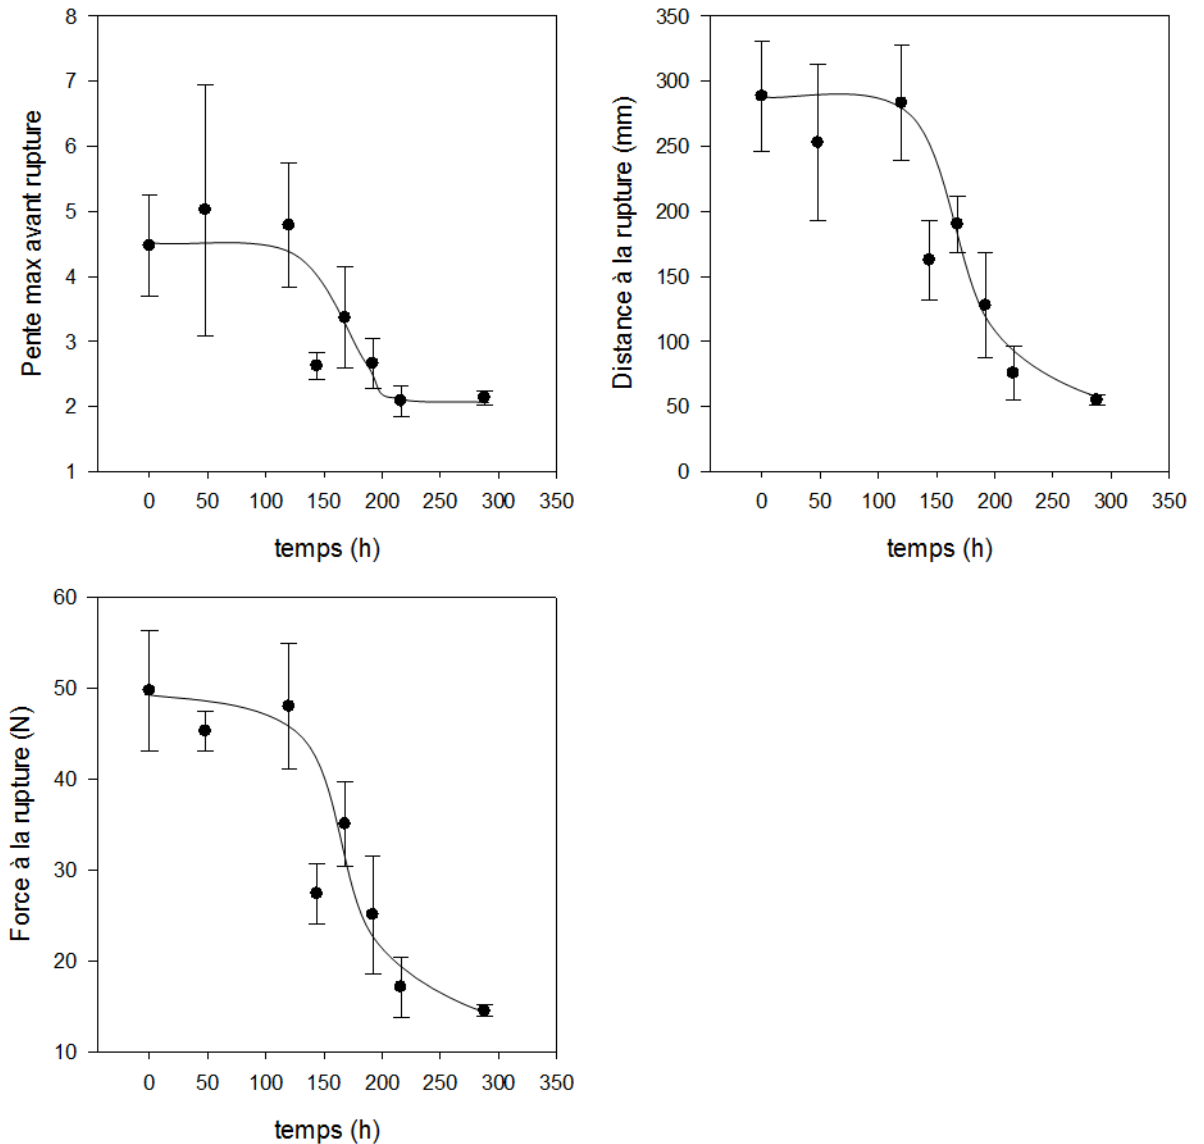 Pente max avant rupture
8
7
6
5
4
3
2
1
0 50 100 150 200 250 300 350
temps (h)
Distance à la rupture (mm)
350
300
250
200
150
100
50
0
0 50 100 150 200 250 300 350
temps (h)
Force à la rupture (N)
60
50
40
30
20
10
0 50 100 150 200 250 300 350
temps (h)